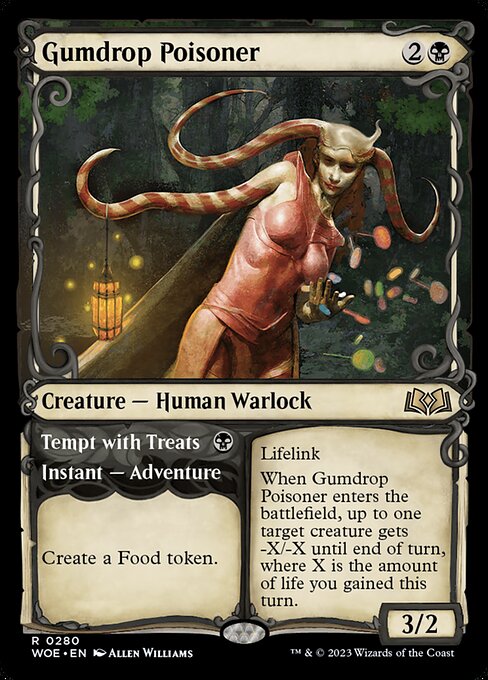 Gumdrop Poisoner 2
Creature — Human Warlock
Tempt with Treats
Instant — Adventure
Create a Food token.
Lifelink
When Gumdrop
Poisoner enters the
battlefield, up to one
target creature gets
-X/-X until end of turn,
where X is the amount
of life you gained this
turn.
3/2
R 0280
WOE • EN Allen Williams
™ & © 2023 Wizards of the Coast